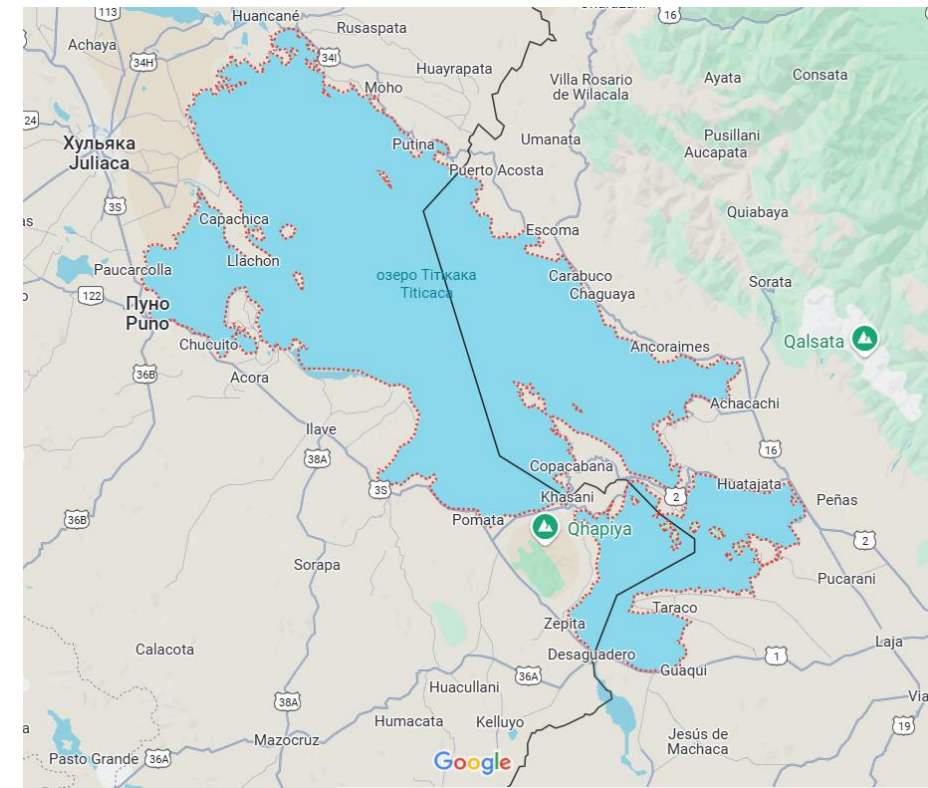 113
Huancané
Rusaspata
16
Achaya
34H
34I
Huayrapata
Villa Rosario
de Wilacala
Ayata
Consata
Moho
24
Хульяка
Juliaca
Putina
Umanata
Pusillani
Aucapata
Puerto Acosta
3S
Capachica
Quiabaya
Escoma
Llachon
Paucarcolla
озеро Тітікака
Titicaca
Carabuco
Chaguaya
Sorata
122
Пуно
Puno
Chucuito
Ancoraimes
Qalsata
36B
Acora
Achacachi
Ilave
38A
16
Copacabana
3S
Khasani
2
Huatajata
Peñas
36B
Pomata
Qhapiya
2
Sorapa
Pucarani
Taraco
Zepita
Calacota
Desaguadero
Laja
1
Guaqui
36A
Huacullani
38A
Via
Humacata
Kelluyo
19
Mazocruz
Jesús de
Machaca
Pasto Grande
36A
Google